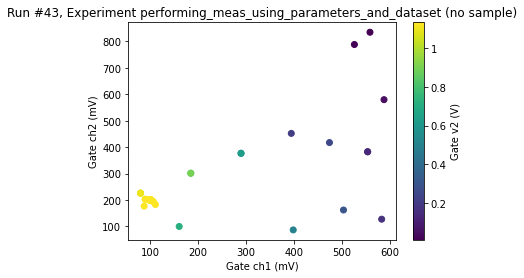 Run #43, Experiment performing_meas_using_parameters_and_dataset (no sample)
800
700
600
500
400
300
200
100
Gate ch2 (mV)
100 200 300 400 500 600
Gate ch1 (mV)
1
0.8
0.6
0.4
0.2
Gate v2 (V)